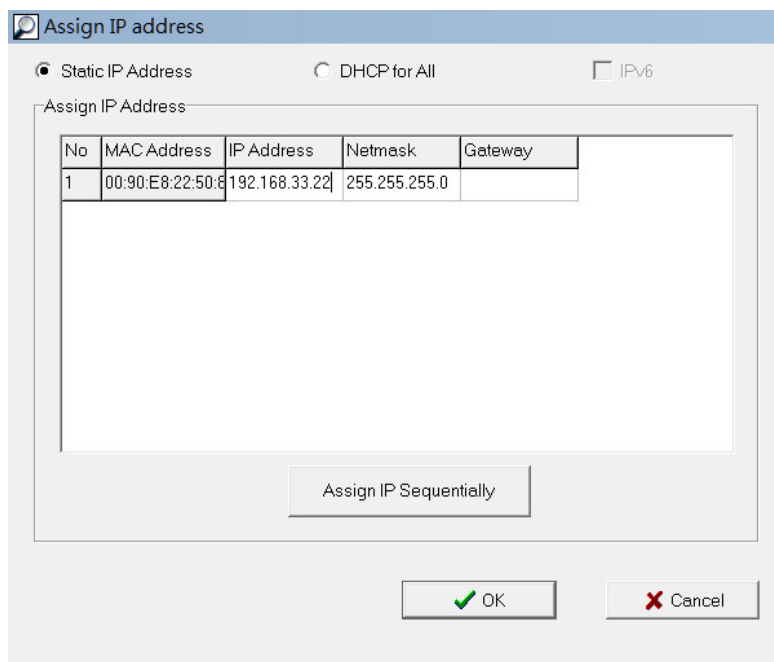 Assign IP address
Static IP Address DHCP for All IPv6
Assign IP Address
No MAC Address IP Address Netmask Gateway
1 00:90:E8:22:50: 192.168.33.22 255.255.255.0
Assign IP Sequentially
OK Cancel